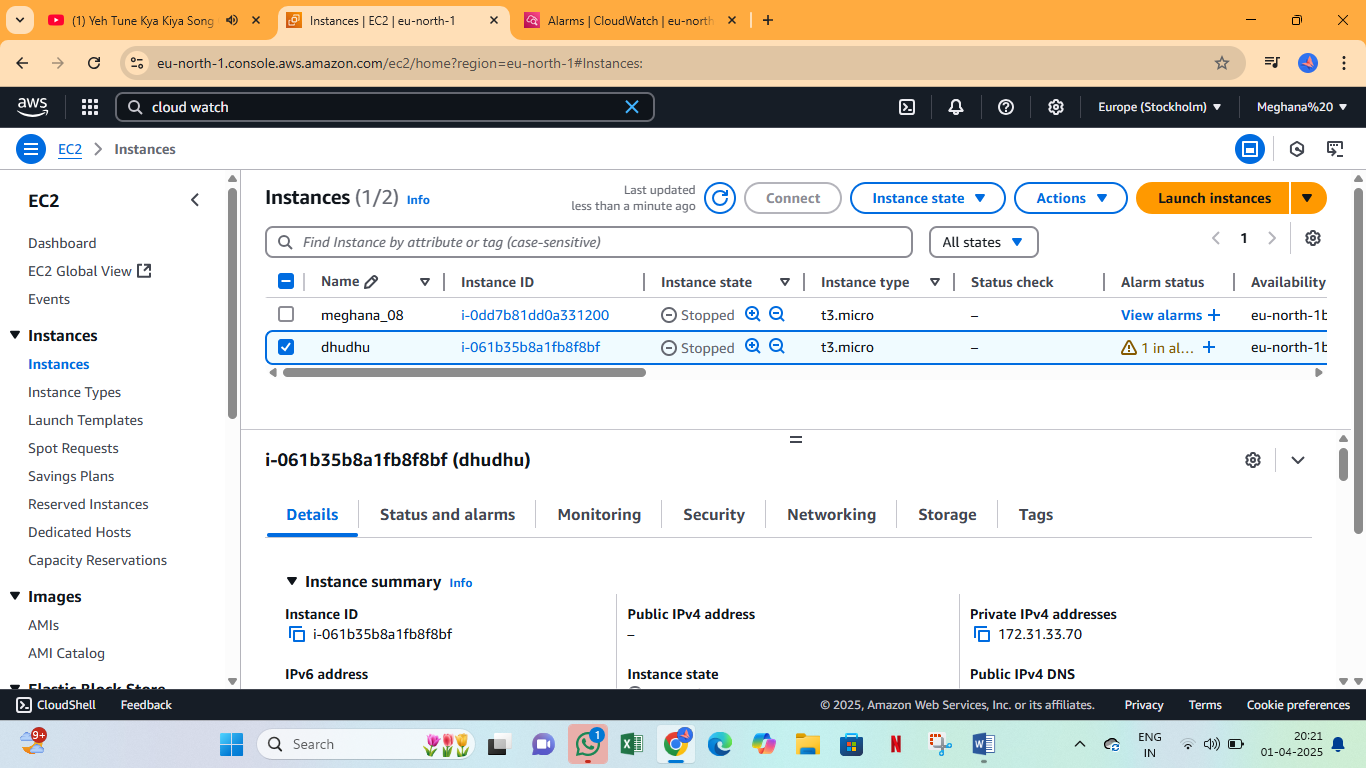 (1) Yeh Tune Kya Kiya Song
Instances | EC2 | eu-north-1
Alarms | CloudWatch | eu-north
eu-north-1.console.aws.amazon.com/ec2/home?region=eu-north-1#Instances:
aws
cloud watch
Europe (Stockholm)
Meghana%20
EC2
Instances
EC2
Dashboard
EC2 Global View
Events
Instances
Instances
Instance Types
Launch Templates
Spot Requests
Savings Plans
Reserved Instances
Dedicated Hosts
Capacity Reservations
Images
AMIs
AMI Catalog
Elastic Block Store
Instances (1/2) Info
Last updated
less than a minute ago
Connect
Instance state
Actions
Launch instances
Find Instance by attribute or tag (case-sensitive)
All states
1
Name Instance ID Instance state Instance type Status check Alarm status Availability
meghana_08 i-0dd7b81dd0a331200 Stopped t3.micro – View alarms + eu-north-1b
dhudhu i-061b35b8a1fb8f8bf Stopped t3.micro – 1 in al... + eu-north-1b
i-061b35b8a1fb8f8bf (dhudhu)
Details Status and alarms Monitoring Security Networking Storage Tags
Instance summary Info
Instance ID
i-061b35b8a1fb8f8bf
Public IPv4 address
–
Private IPv4 addresses
172.31.33.70
IPv6 address
Instance state
Public IPv4 DNS
CloudShell Feedback
© 2025, Amazon Web Services, Inc. or its affiliates. Privacy Terms Cookie preferences
9+
Search
1
ENG
IN
20:21
01-04-2025